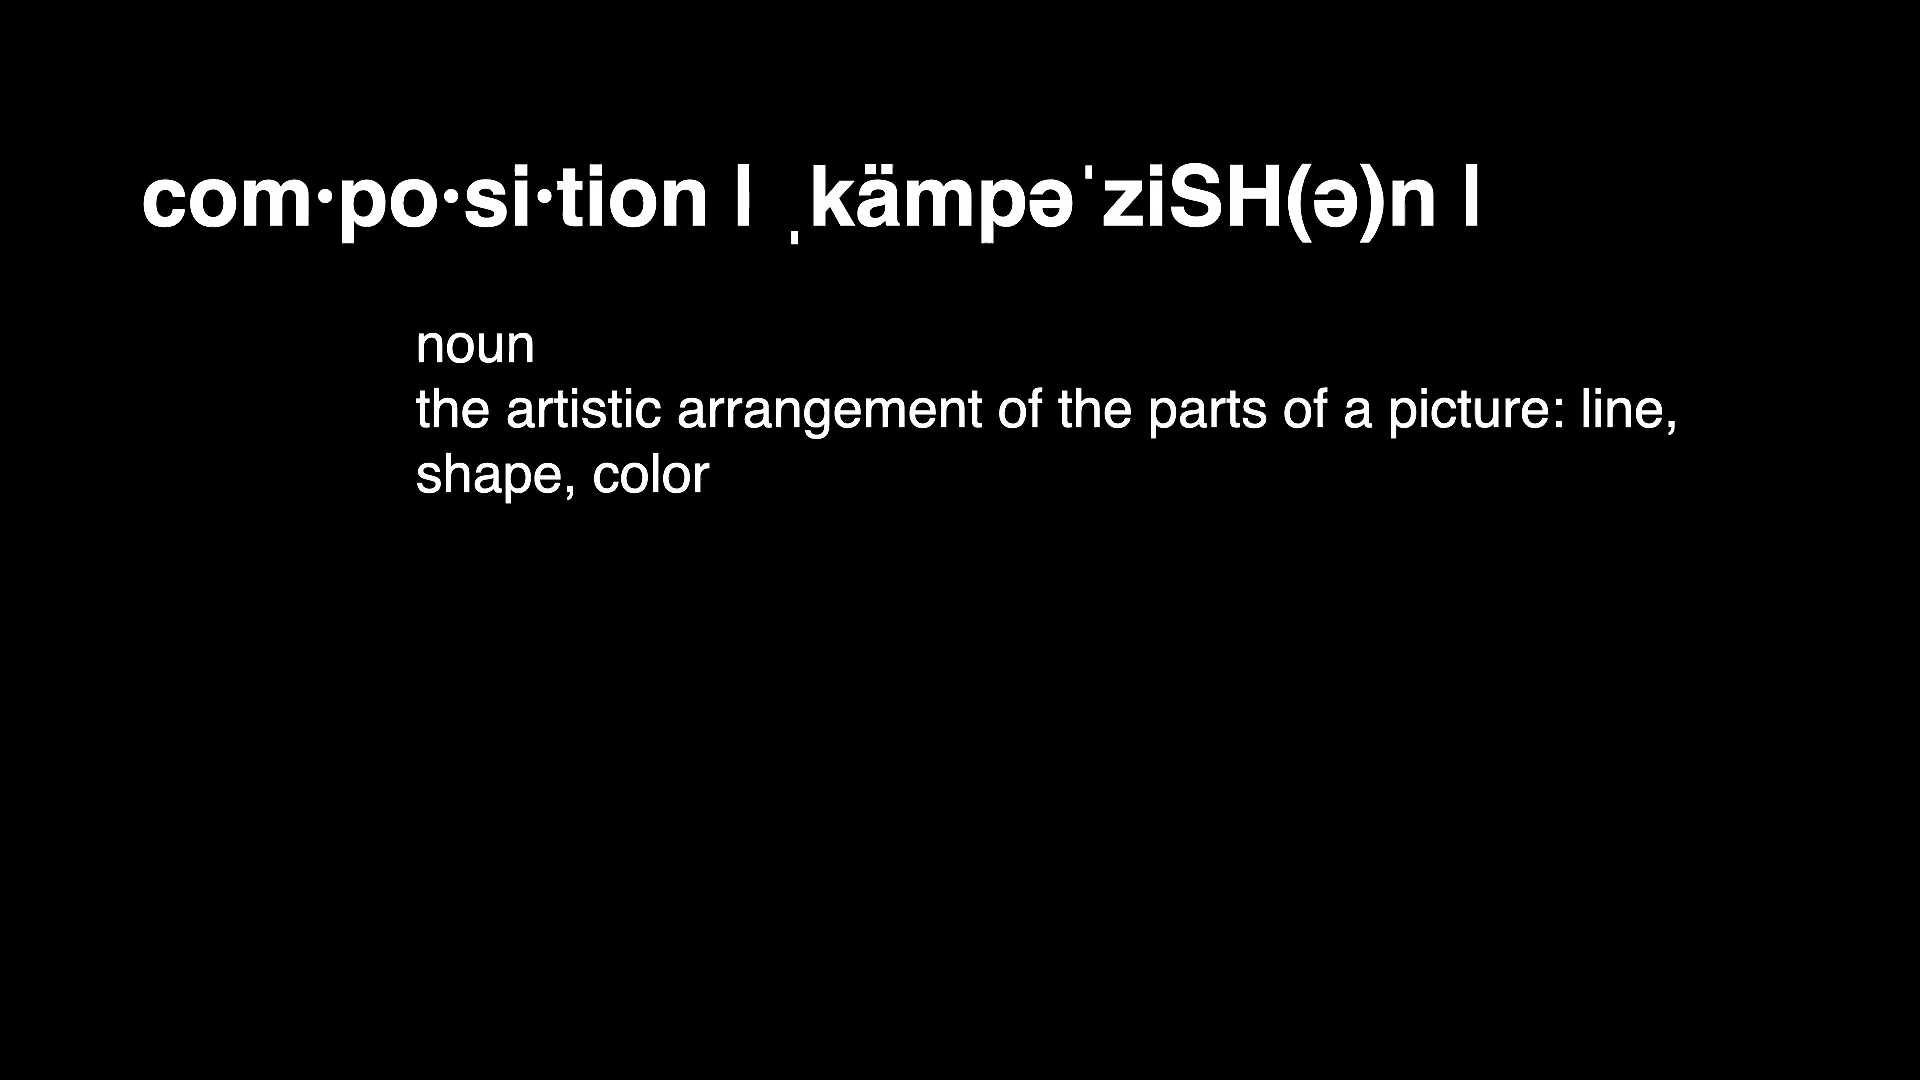 com·po·si·tion | ˌkämpəˈziSH(ə)n |
noun
the artistic arrangement of the parts of a picture: line,
shape, color